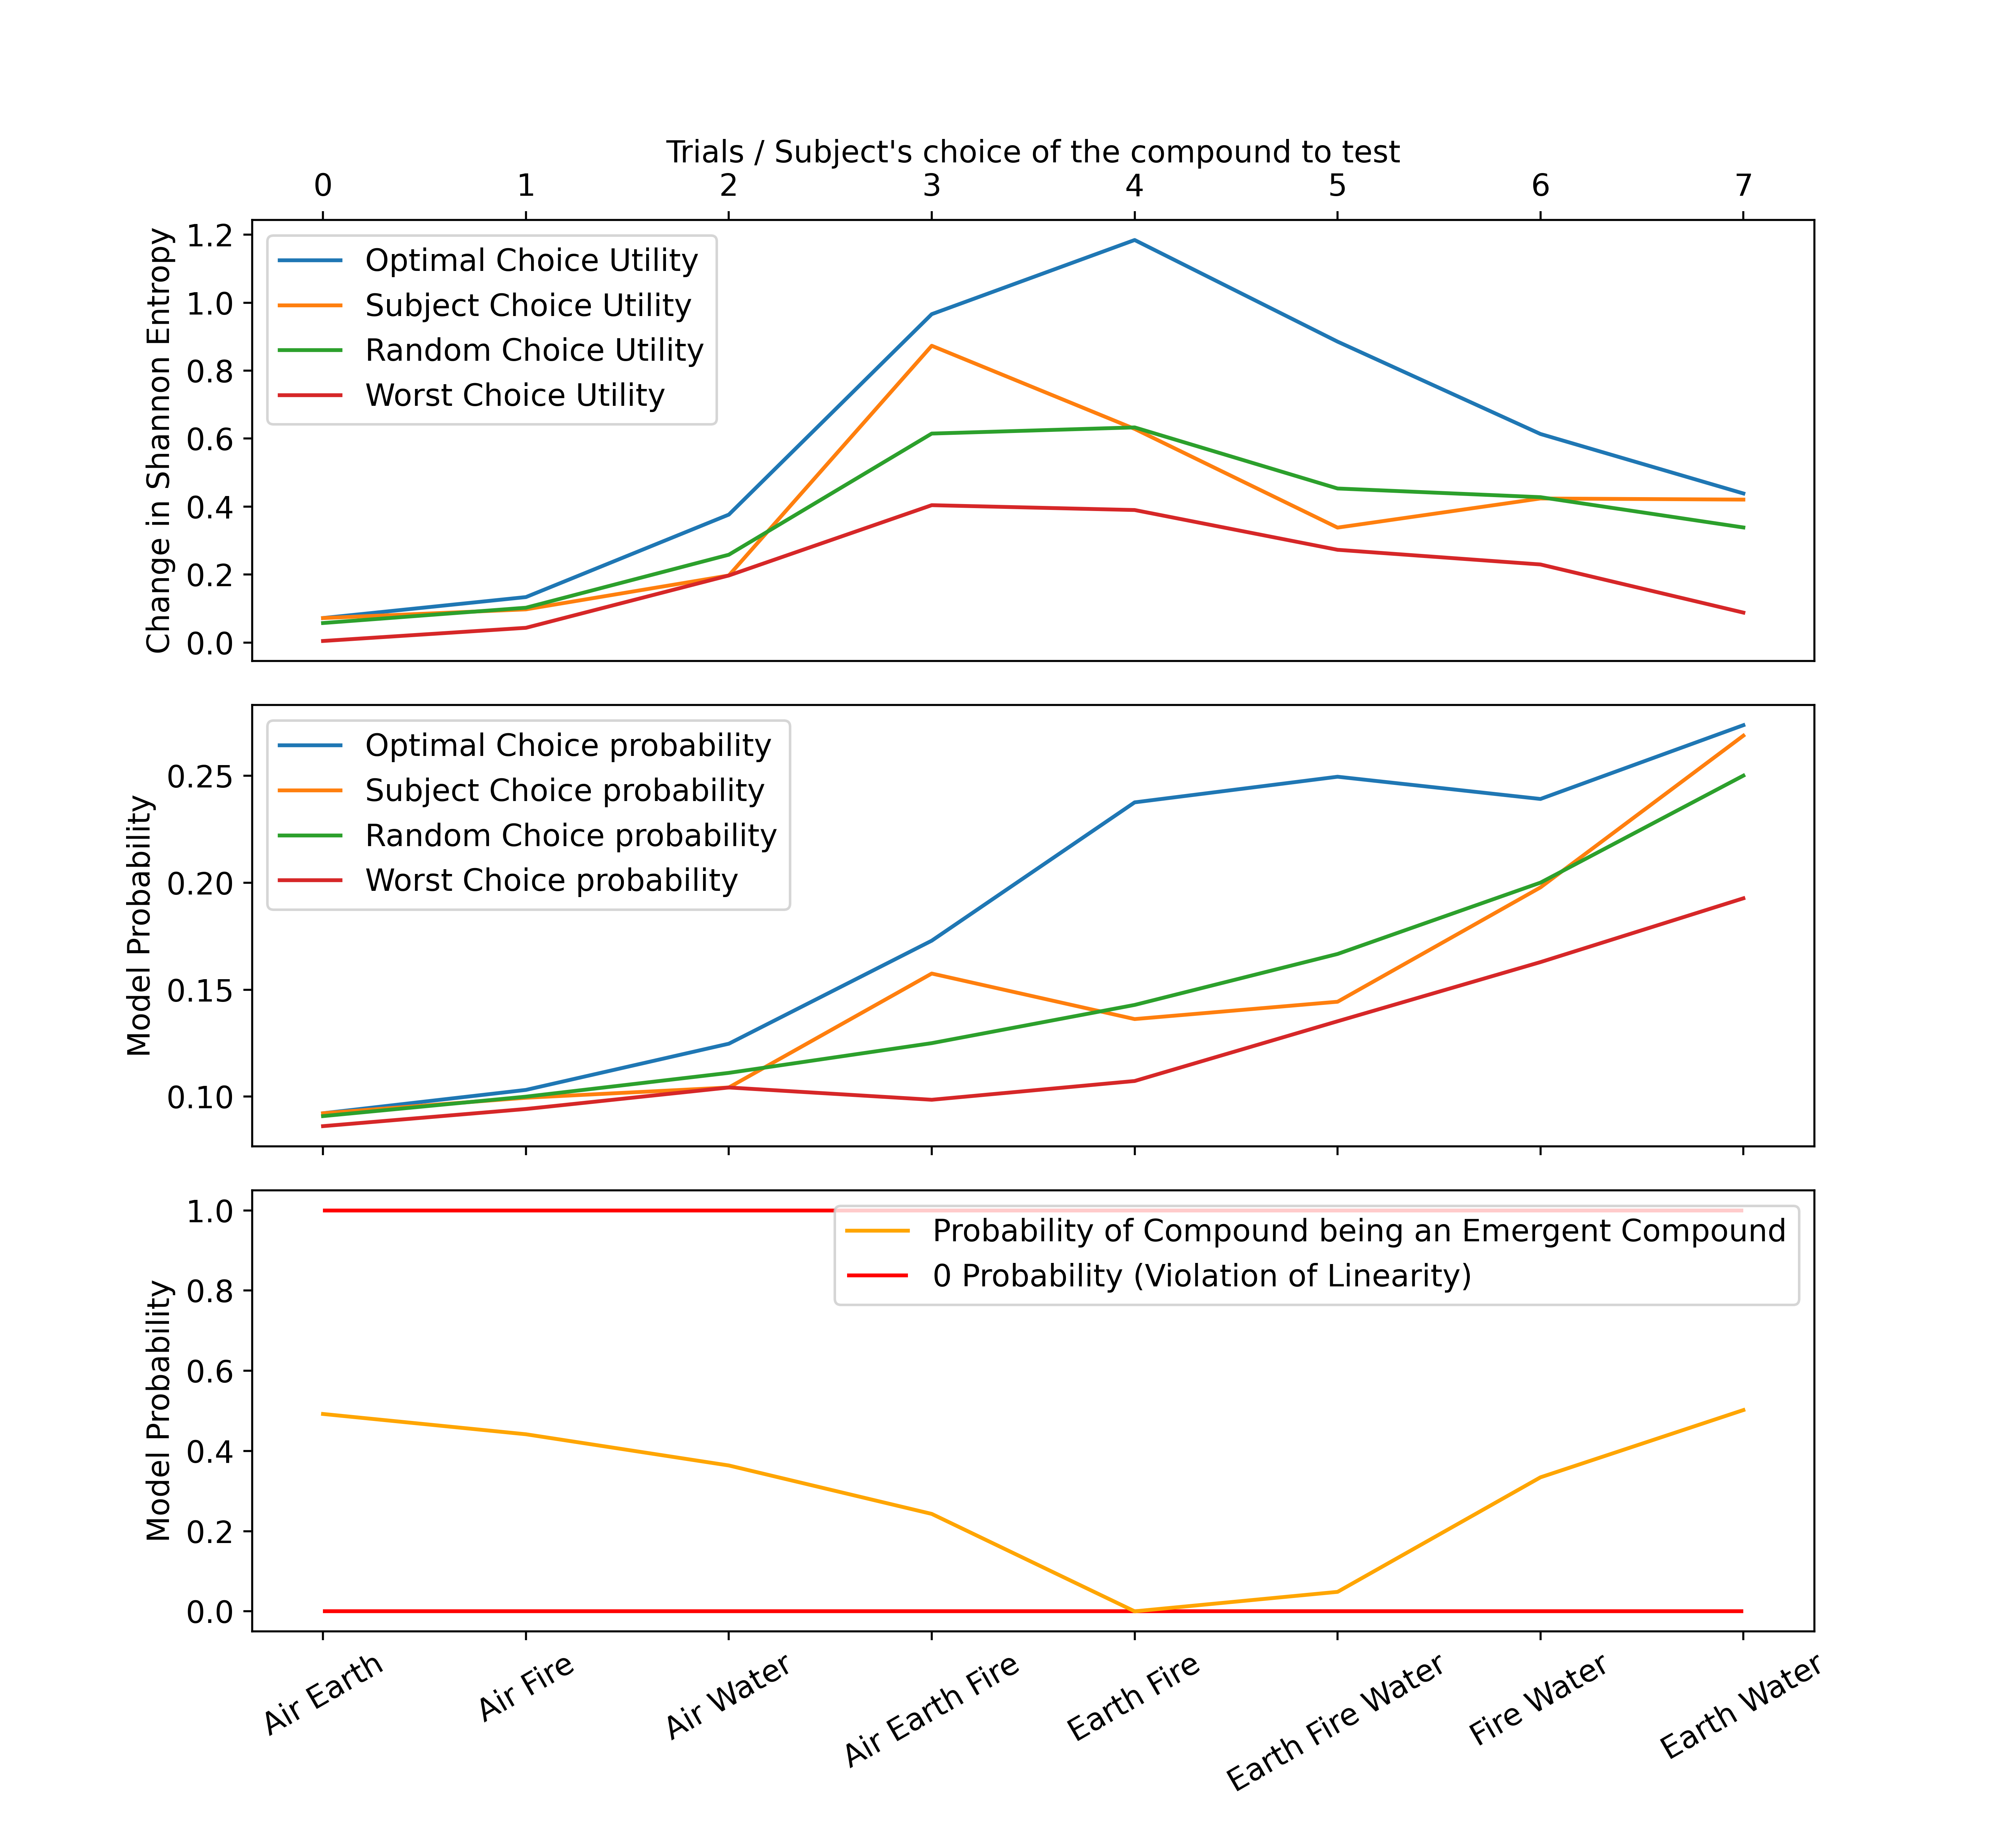 Trials / Subject's choice of the compound to test
0 1 2 3 4 5 6 7
Change in Shannon Entropy
1.2
1.0
0.8
0.6
0.4
0.2
0.0
Optimal Choice Utility
Subject Choice Utility
Random Choice Utility
Worst Choice Utility
Model Probability
0.25
0.20
0.15
0.10
Optimal Choice probability
Subject Choice probability
Random Choice probability
Worst Choice probability
Model Probability
1.0
0.8
0.6
0.4
0.2
0.0
Probability of Compound being an Emergent Compound
0 Probability (Violation of Linearity)
Air Earth
Air Fire
Air Water
Air Earth Fire
Earth Fire
Earth Fire Water
Fire Water
Earth Water